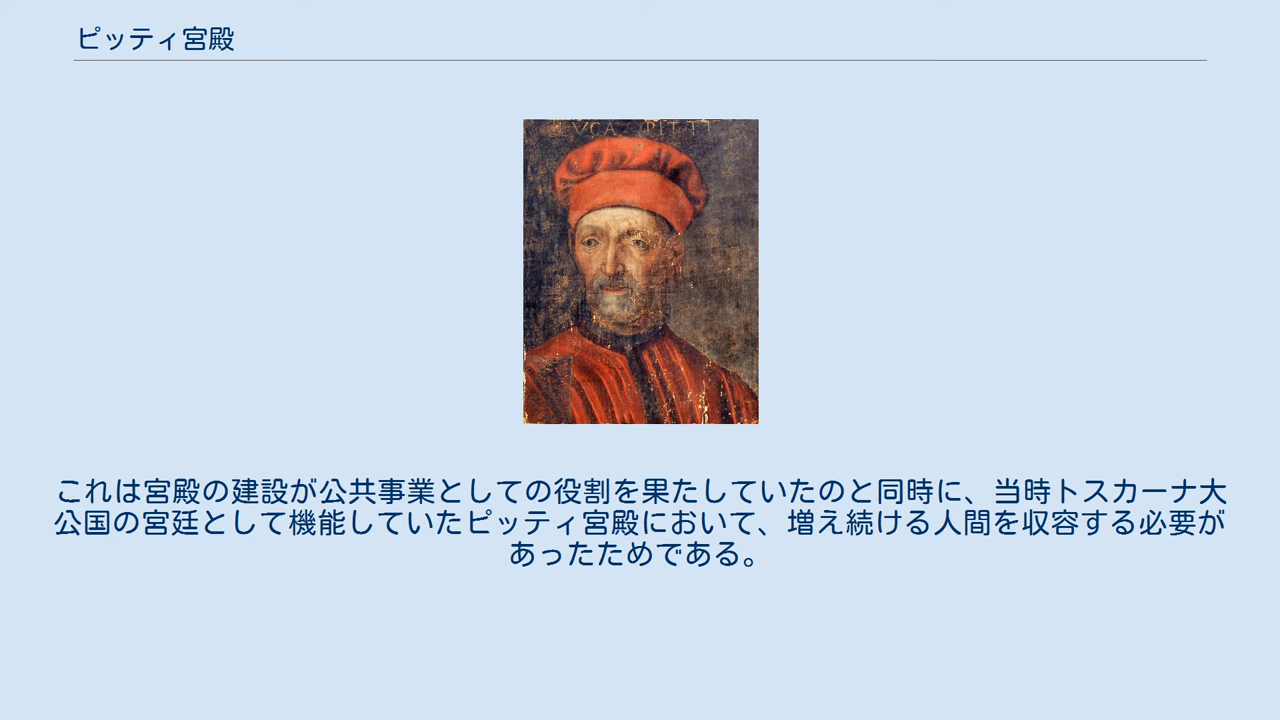 ピッティ宮殿
VCA PITTI
これは宮殿の建設が公共事業としての役割を果たしていたのと同時に、当時トスカーナ大
公国の宮廷として機能していたピッティ宮殿において、増え続ける人間を収容する必要が
あったためである。